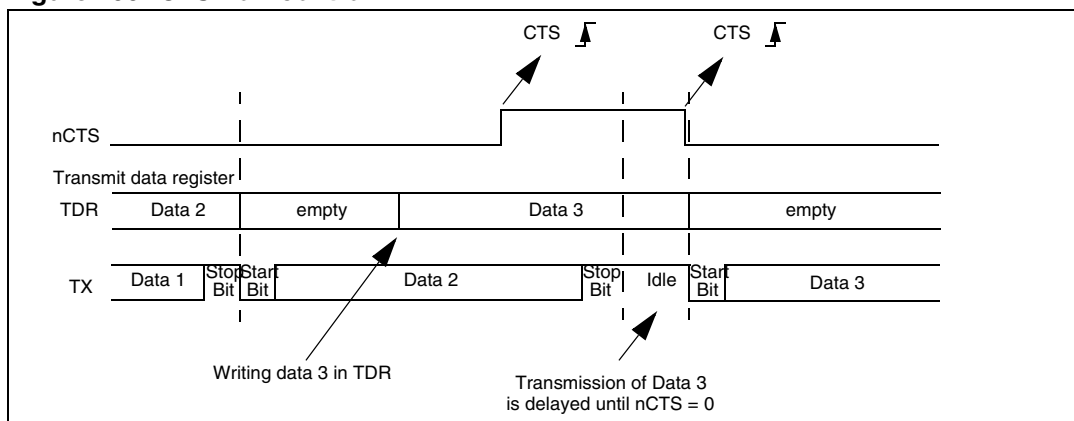 CTS CTS
nCTS
Transmit data register
TDR Data 2 empty Data 3 empty
TX Data 1 Stop Bit Start Bit Data 2 Stop Bit Idle Start Bit Data 3
Writing data 3 in TDR
Transmission of Data 3
is delayed until nCTS = 0